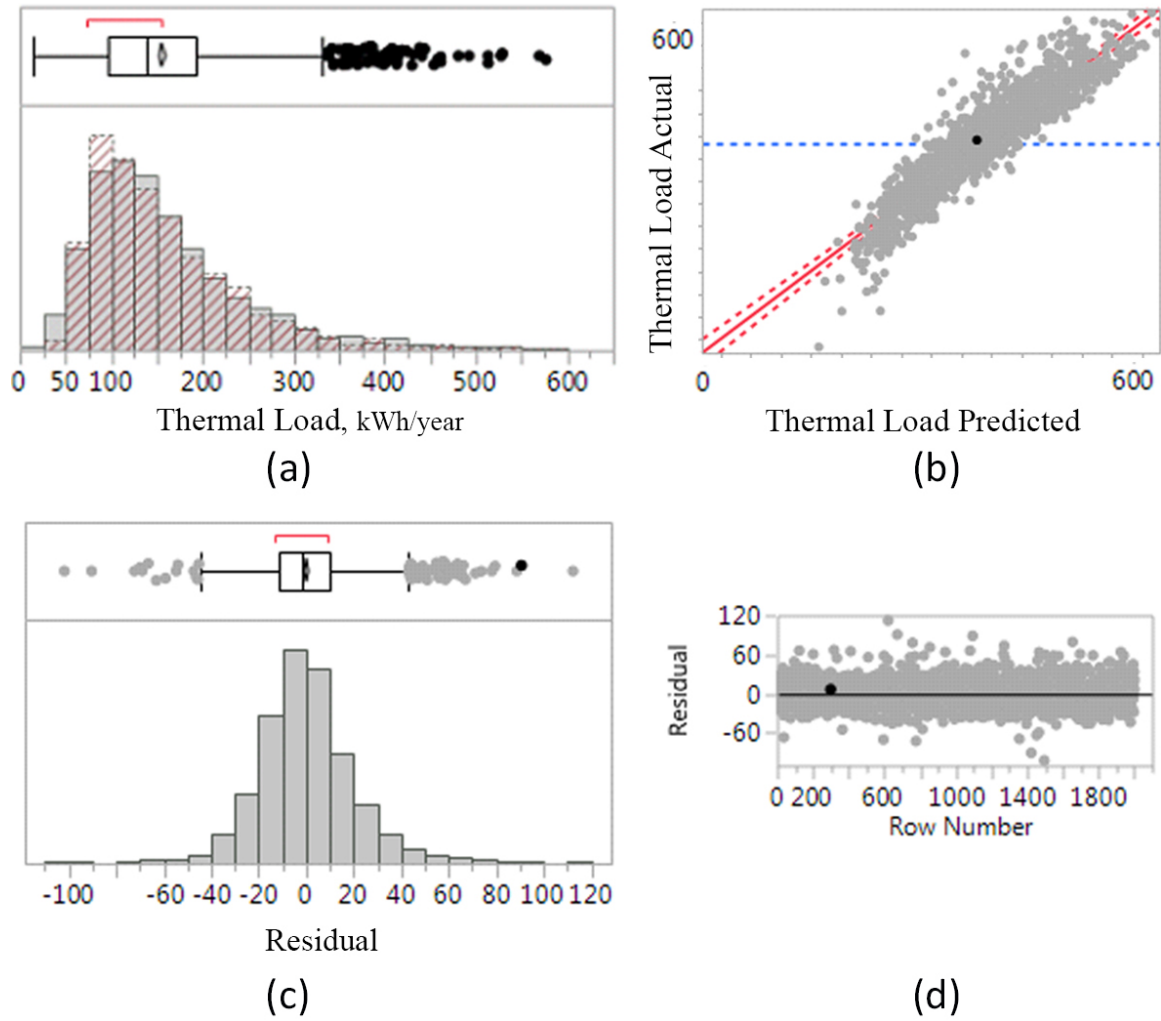 0 50 100 200 300 400 500 600
Thermal Load, kWh/year
(a)
600
Thermal Load Actual
0 600
Thermal Load Predicted
(b)
-100 -60 -40 -20 0 20 40 60 80 100 120
Residual
(c)
120
60
0
-60
Residual
0 200 600 1000 1400 1800
Row Number
(d)